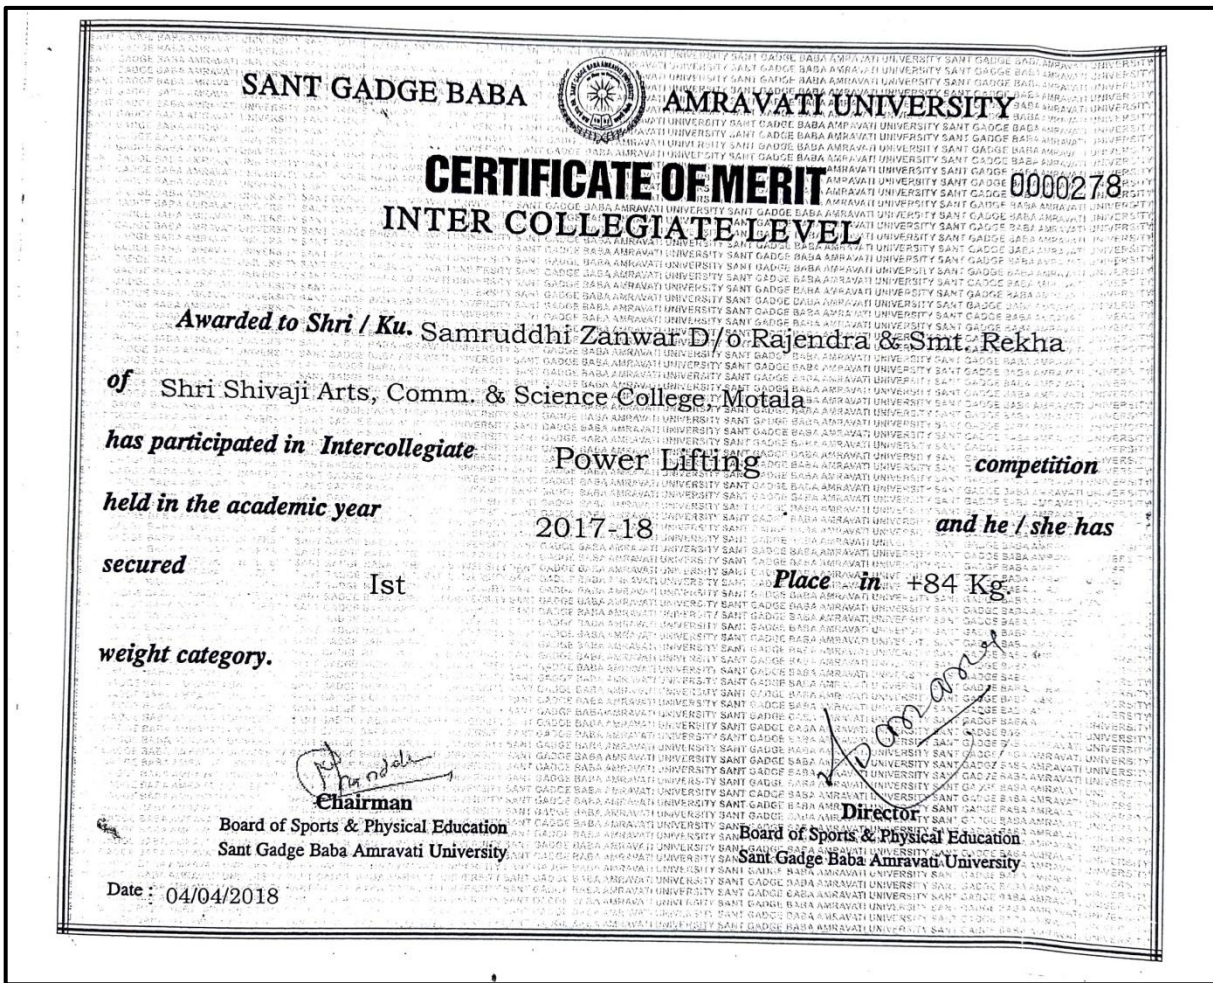 SANT GADGE BABA AMRAVATI UNIVERSITY
CERTIFICATE OF MERIT
0000278
INTER COLLEGIATE LEVEL
Awarded to Shri / Ku. Samruddhi Zanwar D/o Rajendra & Smt. Rekha
of Shri Shivaji Arts, Comm. & Science College, Motala
has participated in Intercollegiate Power Lifting competition
held in the academic year 2017-18 and he / she has
secured Ist Place in +84 Kg.
weight category.
Chairman
Board of Sports & Physical Education
Sant Gadge Baba Amravati University
Director
Board of Sports & Physical Education
Sant Gadge Baba Amravati University
Date : 04/04/2018